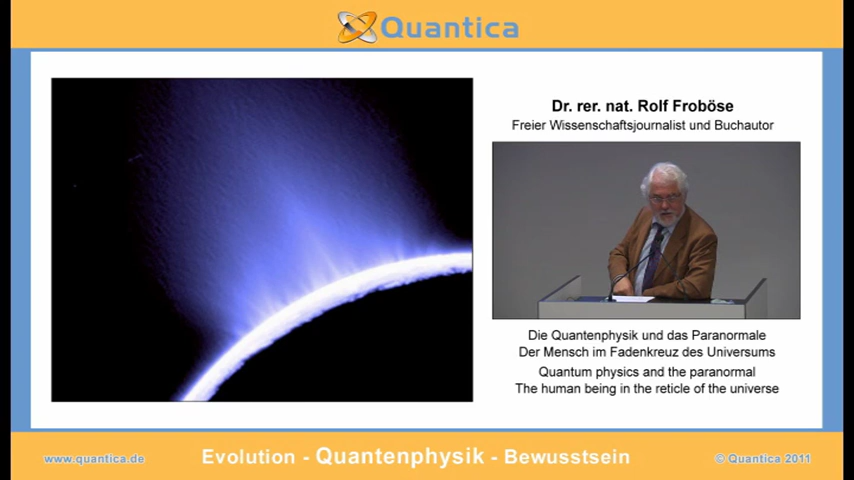 Quantica
Dr. rer. nat. Rolf Froböse
Freier Wissenschaftsjournalist und Buchautor
Die Quantenphysik und das Paranormale
Der Mensch im Fadenkreuz des Universums
Quantum physics and the paranormal
The human being in the reticle of the universe
www.quantica.de
Evolution - Quantenphysik - Bewusstsein
© Quantica 2011